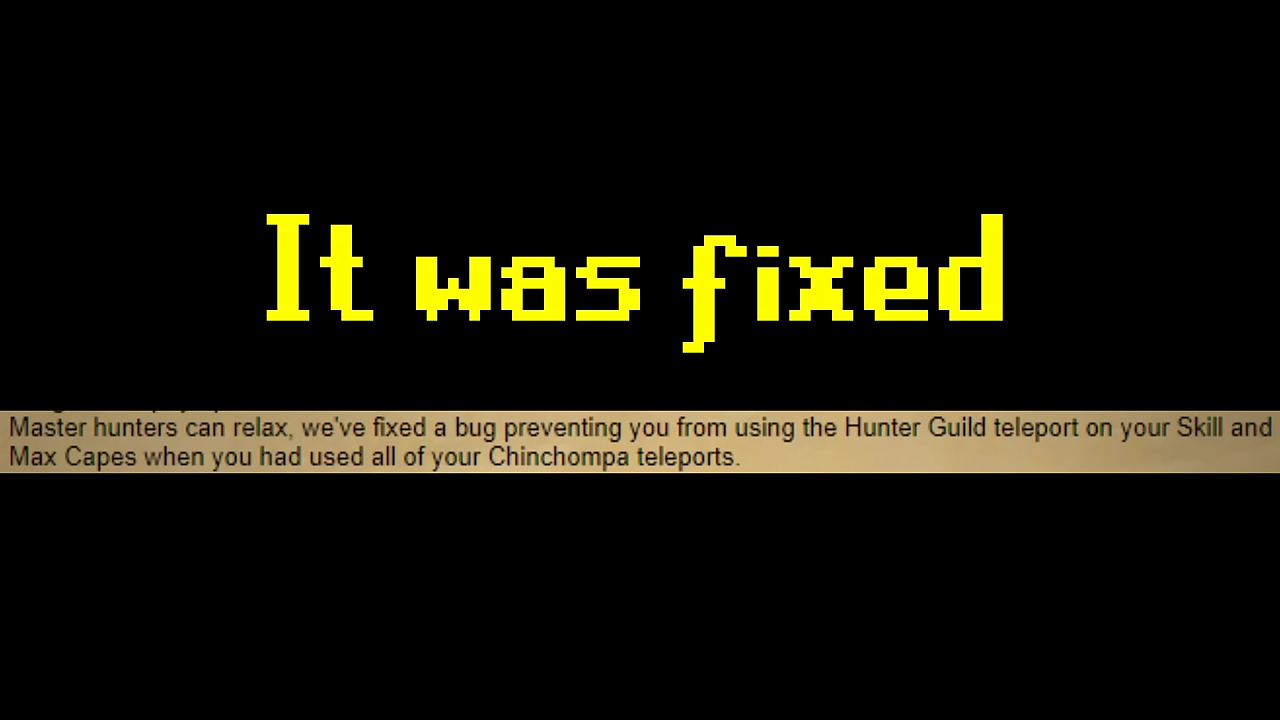 It was fixed
Master hunters can relax, we've fixed a bug preventing you from using the Hunter Guild teleport on your Skill and
Max Capes when you had used all of your Chinchompa teleports.